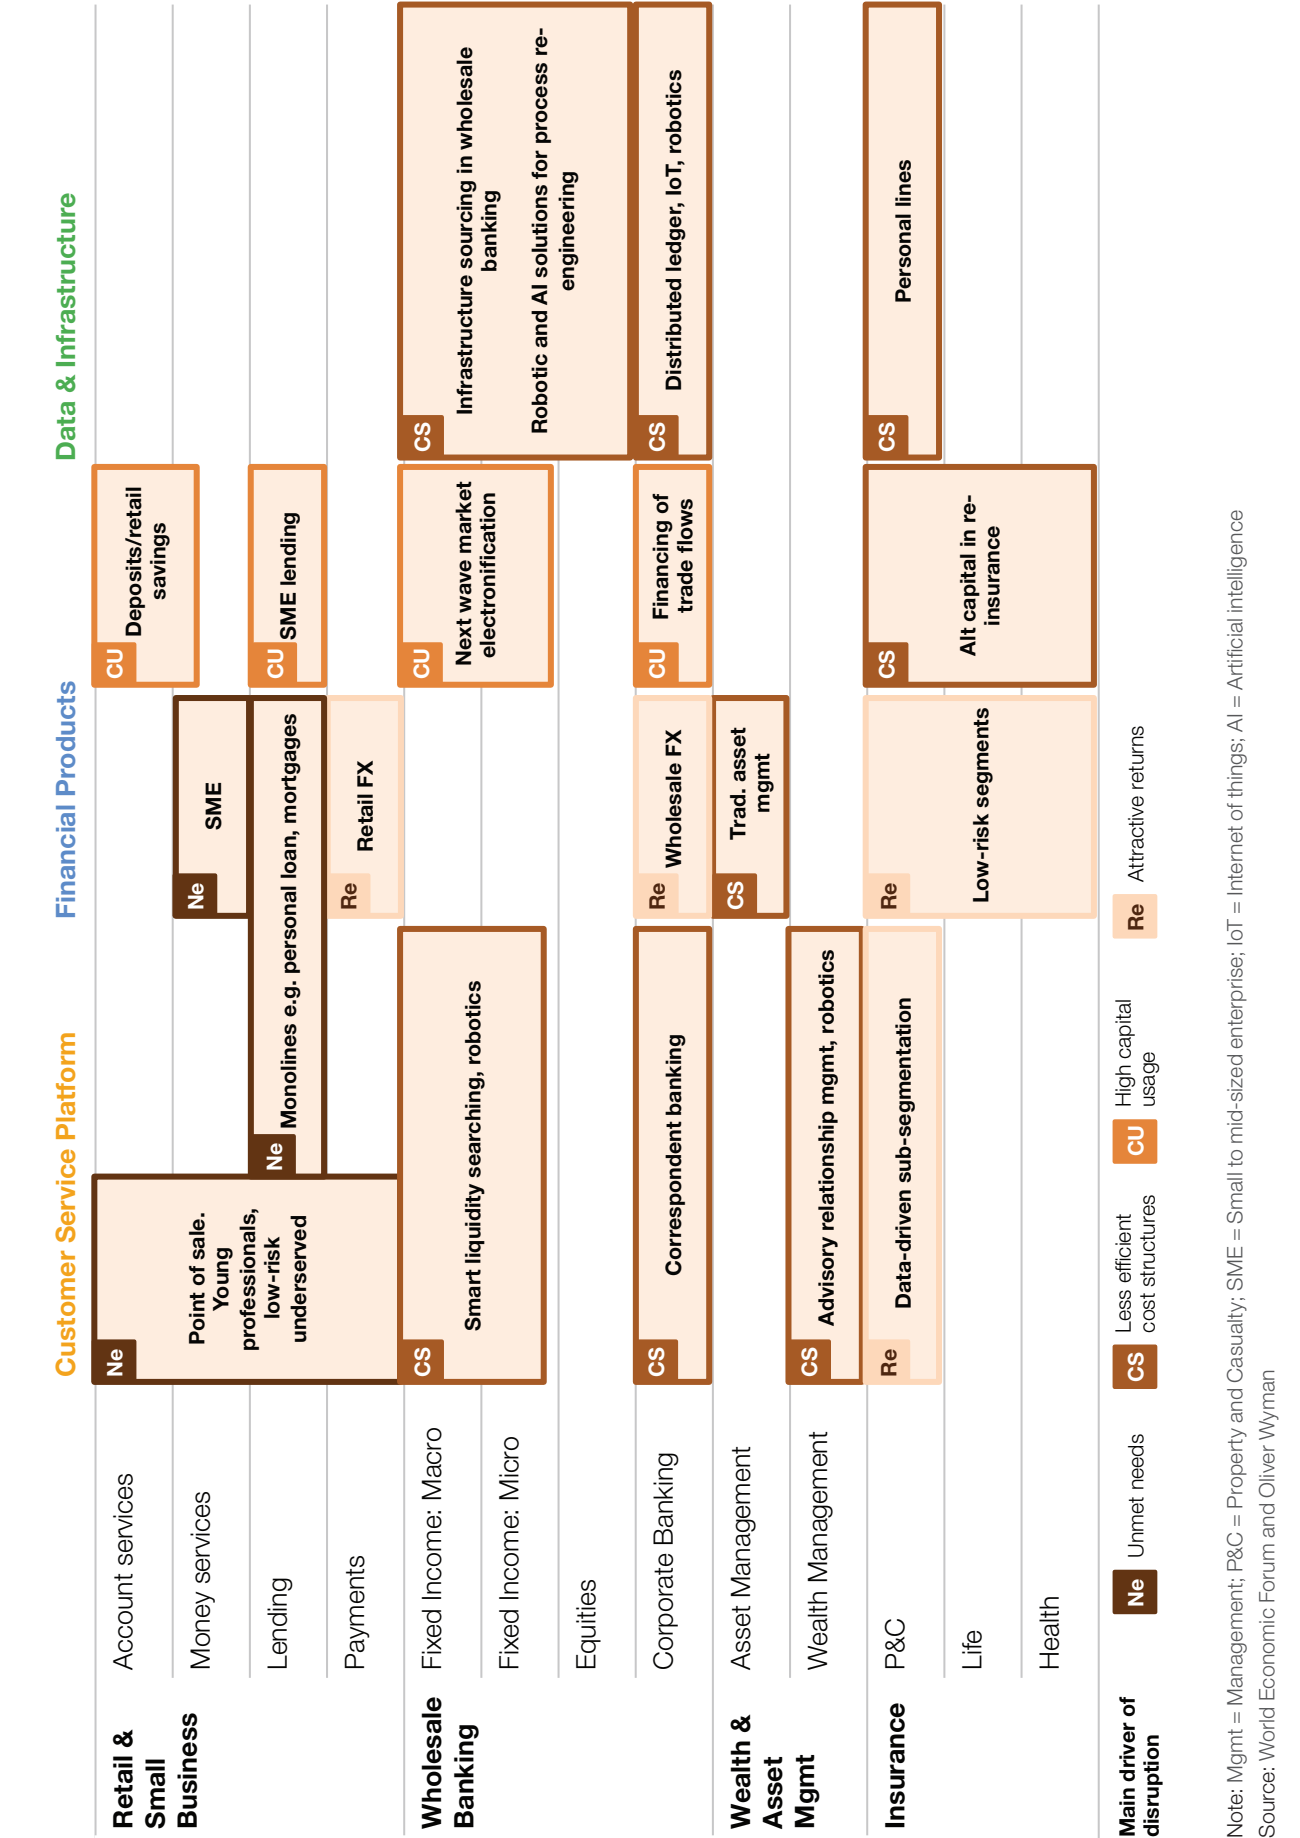 Customer Service Platform
Financial Products
Data & Infrastructure
Retail &
Small
Business
Account services
Money services
Lending
Payments
Ne
Point of sale.
Young
professionals,
low-risk
underserved
Ne
SME
Ne
Monolines e.g. personal loan, mortgages
Re
Retail FX
CU
Deposits/retail
savings
CU
SME lending
Wholesale
Banking
Fixed Income: Macro
Fixed Income: Micro
Equities
Corporate Banking
CS
Smart liquidity searching, robotics
CU
Next wave market
electronification
CS
Infrastructure sourcing in wholesale
banking
Robotic and AI solutions for process re-
engineering
CS
Correspondent banking
Re
Wholesale FX
CU
Financing of
trade flows
CS
Distributed ledger, IoT, robotics
Wealth &
Asset
Mgmt
Asset Management
Wealth Management
CS
Trad. asset
mgmt
CS
Advisory relationship mgmt, robotics
Insurance
P&C
Life
Health
Re
Data-driven sub-segmentation
Re
Low-risk segments
CS
Alt capital in re-
insurance
CS
Personal lines
Main driver of
disruption
Ne
Unmet needs
CS
Less efficient
cost structures
CU
High capital
usage
Re
Attractive returns
Note: Mgmt = Management; P&C = Property and Casualty; SME = Small to mid-sized enterprise; IoT = Internet of things; AI = Artificial intelligence
Source: World Economic Forum and Oliver Wyman